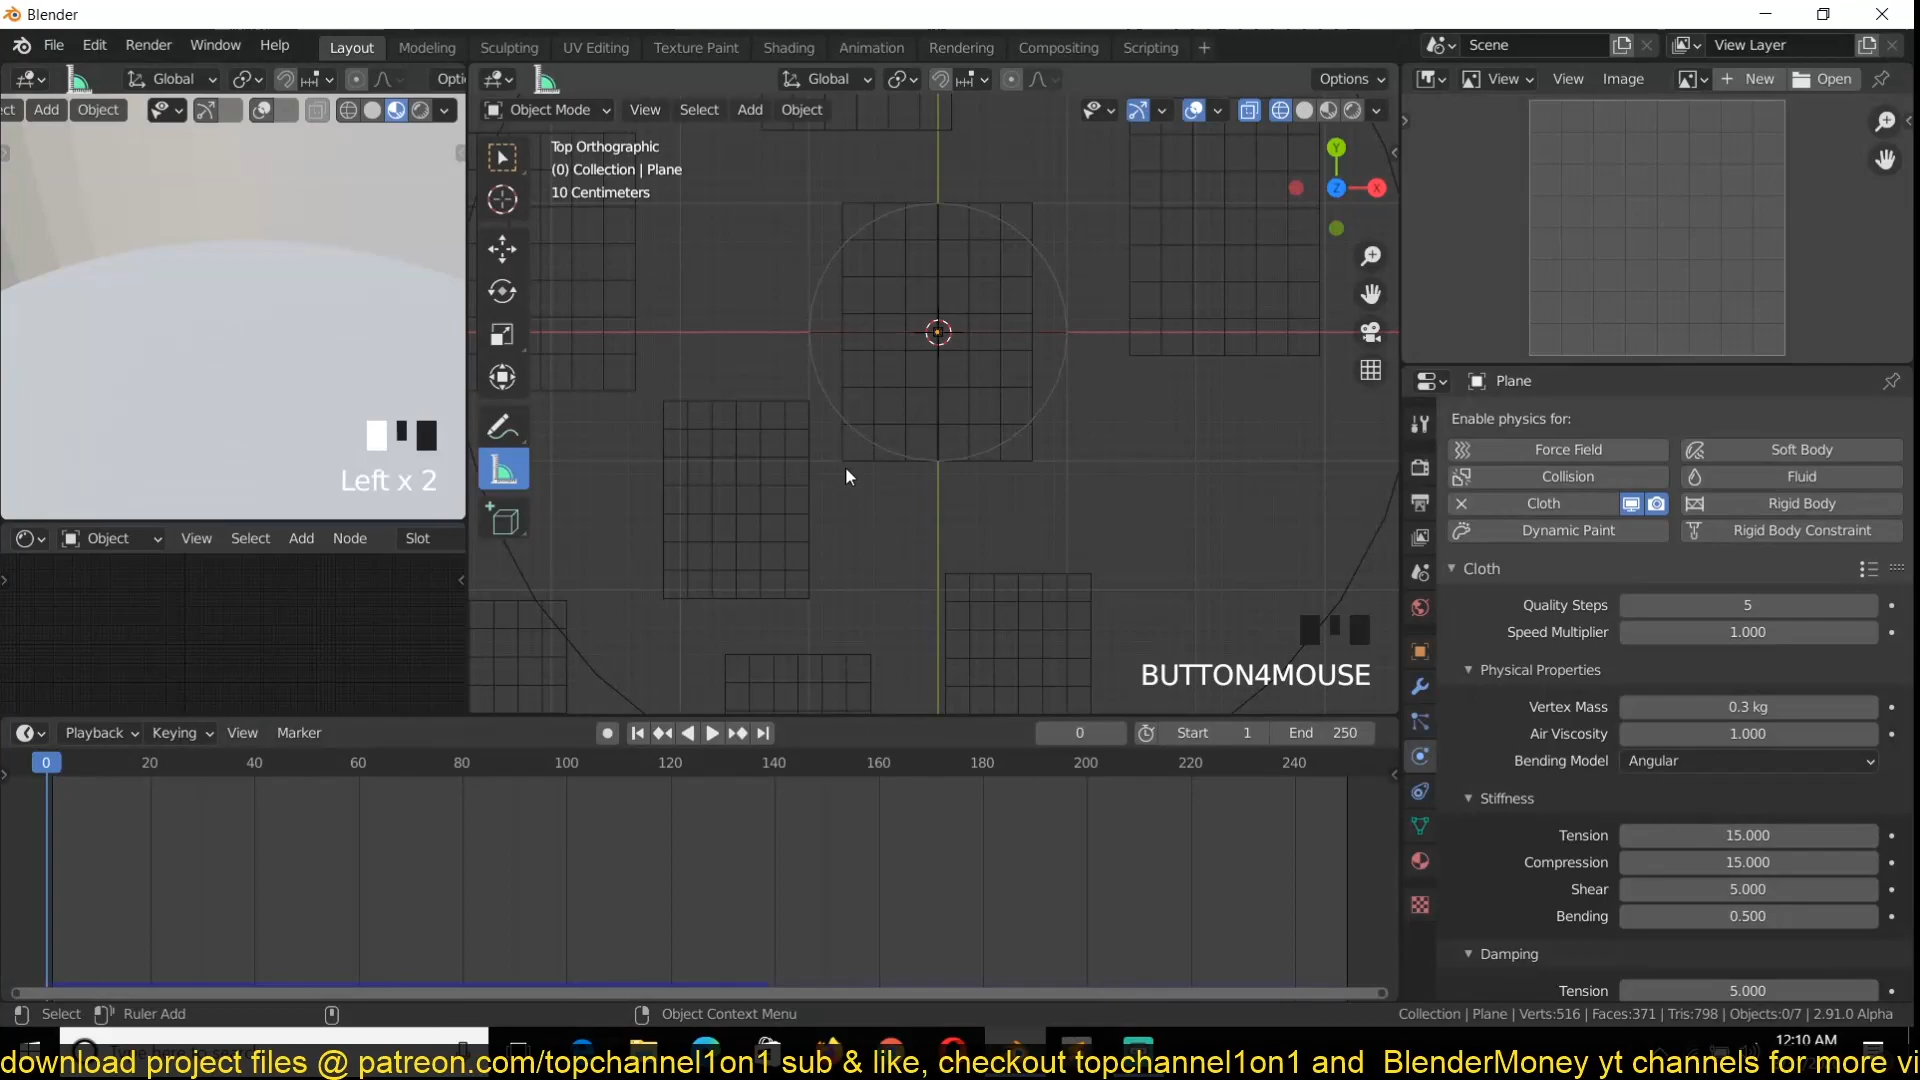 Blender
File Edit Render Window Help Layout Modeling Sculpting UV Editing Texture Paint Shading Animation Rendering Compositing Scripting + Scene View Layer
Global Opti Global Options View View Image New Open
ect Add Object Object Mode View Select Add Object
Top Orthographic
(0) Collection | Plane
10 Centimeters
Y
Z X
Plane
Enable physics for:
Force Field Soft Body
Collision Fluid
Cloth Rigid Body
Dynamic Paint Rigid Body Constraint
Left x 2
Object View Select Add Node Slot
Cloth
Quality Steps 5
Speed Multiplier 1.000
Physical Properties
BUTTON4MOUSE
Vertex Mass 0.3 kg
Air Viscosity 1.000
Bending Model Angular
Playback Keying View Marker 0 Start 1 End 250
0 20 40 60 80 100 120 140 160 180 200 220 240
Stiffness
Tension 15.000
Compression 15.000
Shear 5.000
Bending 0.500
Damping
Tension 5.000
Select Ruler Add Object Context Menu Collection | Plane | Verts:516 | Faces:371 | Tris:798 | Objects:0/7 | 2.91.0 Alpha
12:10 AM
download project files @ patreon.com/topchannel1on1 sub & like, checkout topchannel1on1 and BlenderMoney yt channels for more vi